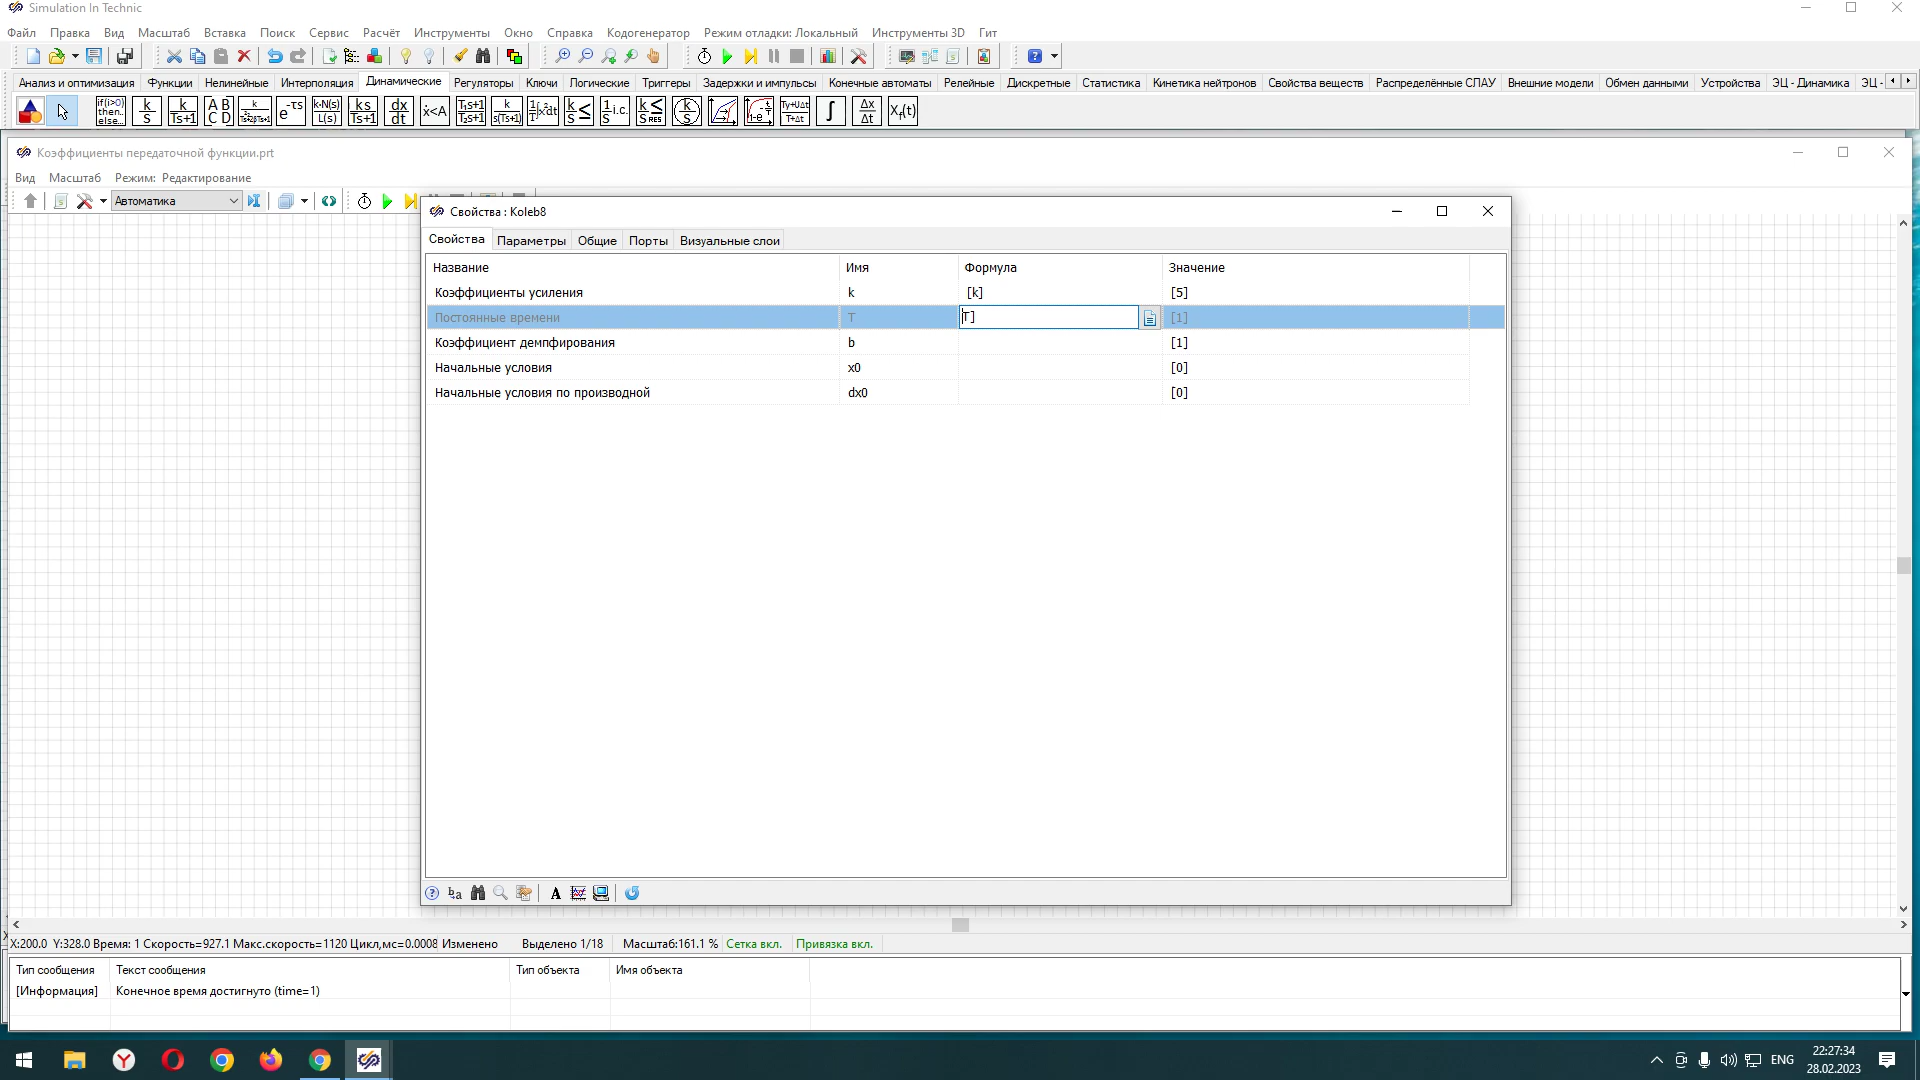 Simulation In Technic
Файл Правка Вид Масштаб Вставка Поиск Сервис Расчёт Инструменты Окно Справка Кодогенератор Режим отладки: Локальный Инструменты 3D Гит
Анализ и оптимизация Функции Нелинейные Интерполяция Динамические Регуляторы Ключи Логические Триггеры Задержки и импульсы Конечные автоматы Релейные Дискретные Статистика Кинетика нейтронов Свойства веществ Распределённые СПАУ Внешние модели Обмен данными Устройства ЭЦ - Динамика ЭЦ -
Коэффициенты передаточной функции.prt
Вид Масштаб Режим: Редактирование
Автоматика
Свойства : Koleb8
Свойства Параметры Общие Порты Визуальные слои
Название Имя Формула Значение
Коэффициенты усиления k [k] [5]
Постоянные времени T T] [1]
Коэффициент демпфирования b [1]
Начальные условия x0 [0]
Начальные условия по производной dx0 [0]
X:200.0 Y:328.0 Время: 1 Скорость=927.1 Макс.скорость=1120 Цикл,мс=0.0008 Изменено Выделено 1/18 Масштаб:161.1 % Сетка вкл. Привязка вкл.
Тип сообщения Текст сообщения Тип объекта Имя объекта
[Информация] Конечное время достигнуто (time=1)
ENG
22:27:34
28.02.2023